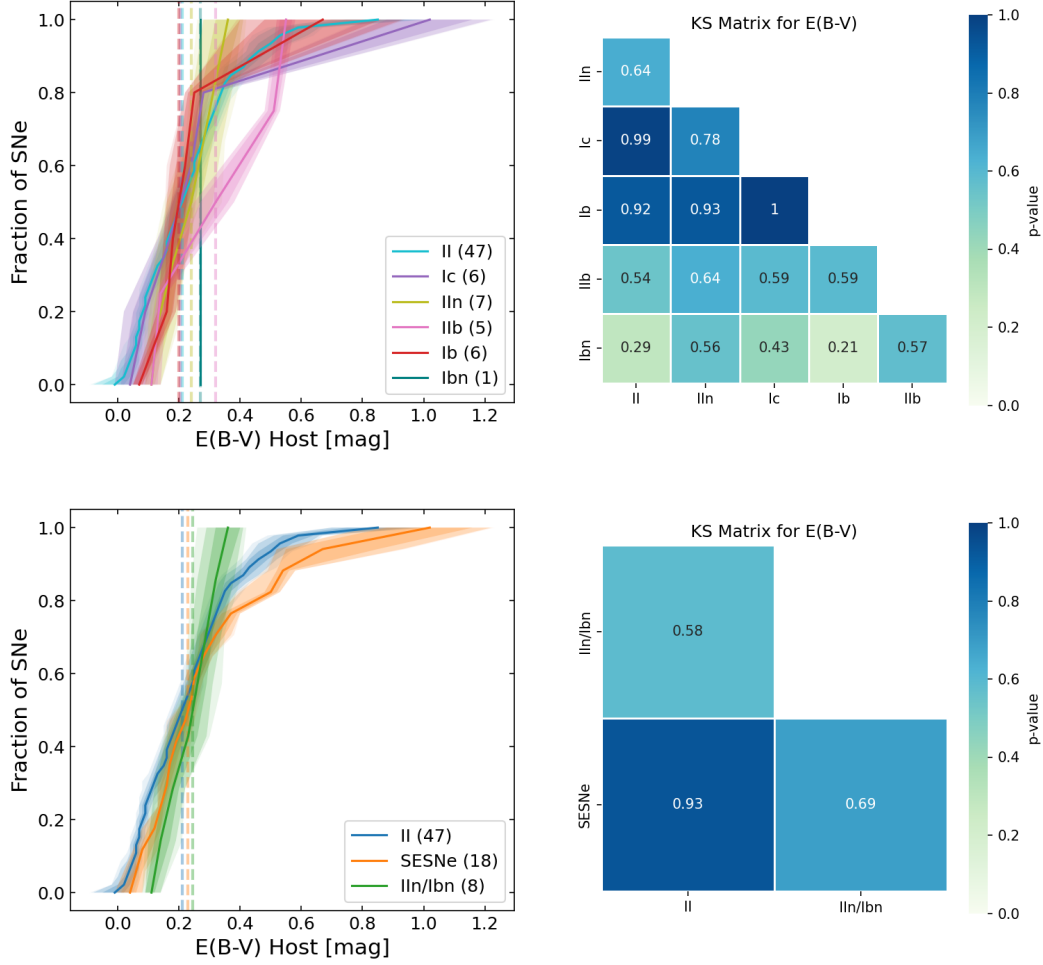 1.0
0.8
0.6
0.4
0.2
0.0
Fraction of SNe
II (47)
Ic (6)
IIn (7)
IIb (5)
Ib (6)
Ibn (1)
0.0 0.2 0.4 0.6 0.8 1.0 1.2
E(B-V) Host [mag]
KS Matrix for E(B-V)
IIn
0.64
Ic
0.99 0.78
Ib
0.92 0.93 1
IIb
0.54 0.64 0.59 0.59
Ibn
0.29 0.56 0.43 0.21 0.57
II IIn Ic Ib IIb
1.0
0.8
0.6
0.4
0.2
0.0
p-value
1.0
0.8
0.6
0.4
0.2
0.0
Fraction of SNe
II (47)
SESNe (18)
IIn/Ibn (8)
0.0 0.2 0.4 0.6 0.8 1.0 1.2
E(B-V) Host [mag]
KS Matrix for E(B-V)
IIn/Ibn
0.58
SESNe
0.93 0.69
II IIn/Ibn
1.0
0.8
0.6
0.4
0.2
0.0
p-value